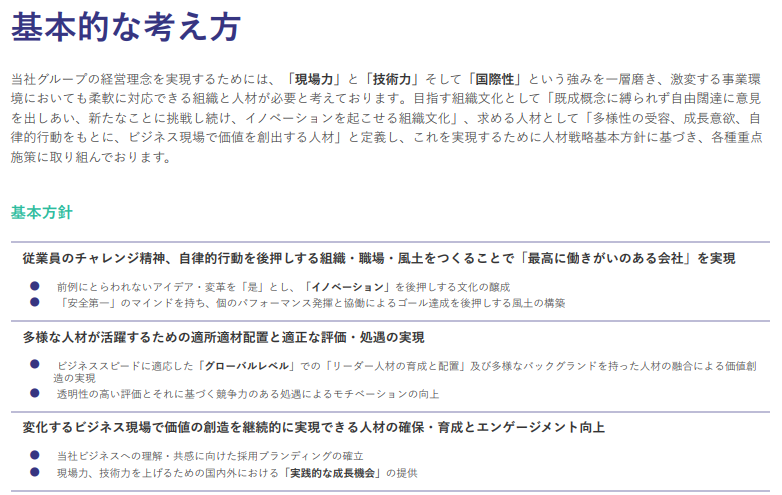 基本的な考え方
当社グループの経営理念を実現するためには、「現場力」と「技術力」そして「国際性」という強みを一層磨き、激変する事業環
境においても柔軟に対応できる組織と人材が必要と考えております。目指す組織文化として「既成概念に縛られず自由闊達に意見
を出しあい、新たなことに挑戦し続け、イノベーションを起こせる組織文化」、求める人材として「多様性の受容、成長意欲、自
律的行動をもとに、ビジネス現場で価値を創出する人材」と定義し、これを実現するために人材戦略基本方針に基づき、各種重点
施策に取り組んでおります。
基本方針
従業員のチャレンジ精神、自律的行動を後押しする組織・職場・風土をつくることで「最高に働きがいのある会社」を実現
● 前例にとらわれないアイデア・変革を「是」とし、「イノベーション」を後押しする文化の醸成
● 「安全第一」のマインドを持ち、個のパフォーマンス発揮と協働によるゴール達成を後押しする風土の構築
多様な人材が活躍するための適所適材配置と適正な評価・処遇の実現
● ビジネススピードに適応した「グローバルレベル」での「リーダー人材の育成と配置」及び多様なバックグランドを持った人材の融合による価値創
造の実現
● 透明性の高い評価とそれに基づく競争力のある処遇によるモチベーションの向上
変化するビジネス現場で価値の創造を継続的に実現できる人材の確保・育成とエンゲージメント向上
● 当社ビジネスへの理解・共感に向けた採用ブランディングの確立
● 現場力、技術力を上げるための国内外における「実践的な成長機会」の提供